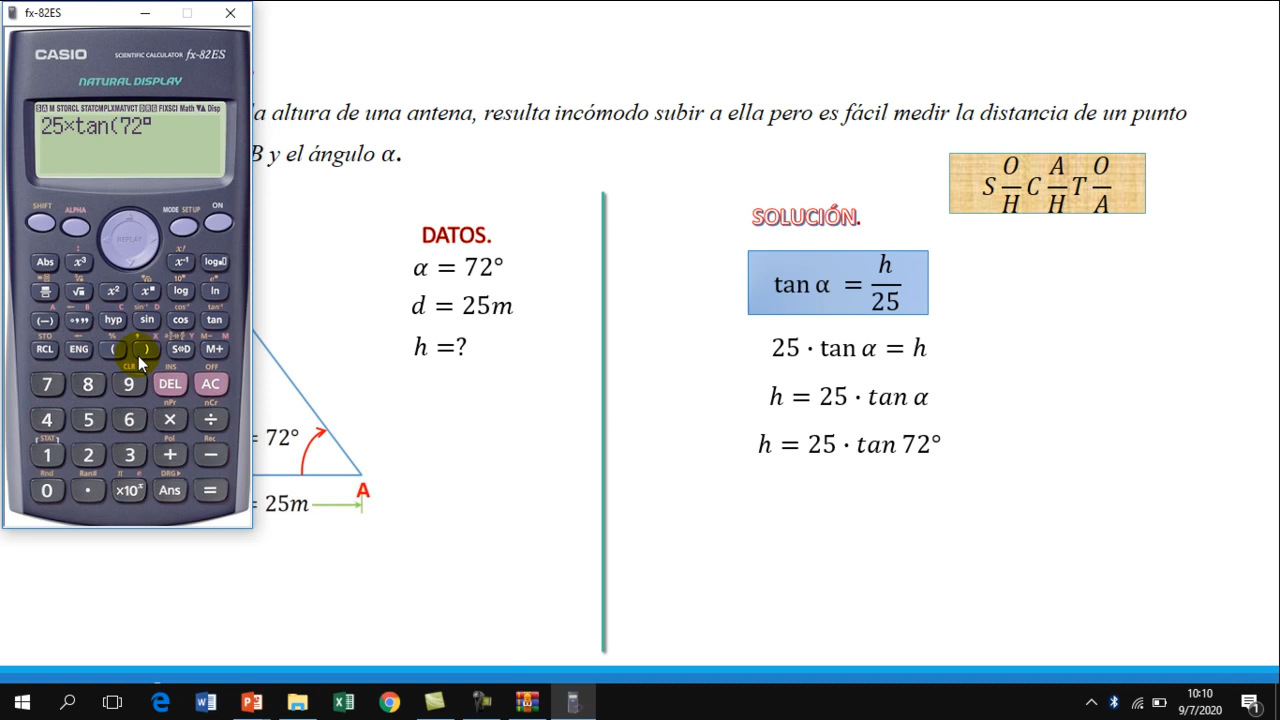 fx-82ES
CASIO SCIENTIFIC CALCULATOR fx-82ES
NATURAL DISPLAY
25×tan(72°
SHIFT ALPHA MODE SETUP ON
REPLAY
Abs x³ x⁻¹ log
√ x² log ln
(−) hyp sin cos tan
RCL ENG ( ) S⇔D M+
7 8 9 DEL AC
4 5 6 × ÷
1 2 3 + −
0 · ×10ˣ Ans =
la altura de una antena, resulta incómodo subir a ella pero es fácil medir la distancia de un punto
B y el ángulo α.
S O/H C A/H T O/A
DATOS.
α = 72°
d = 25m
h =?
SOLUCIÓN.
tan α = h/25
25 · tan α = h
h = 25 · tan α
h = 25 · tan 72°
= 72°
A
= 25m
10:10
9/7/2020